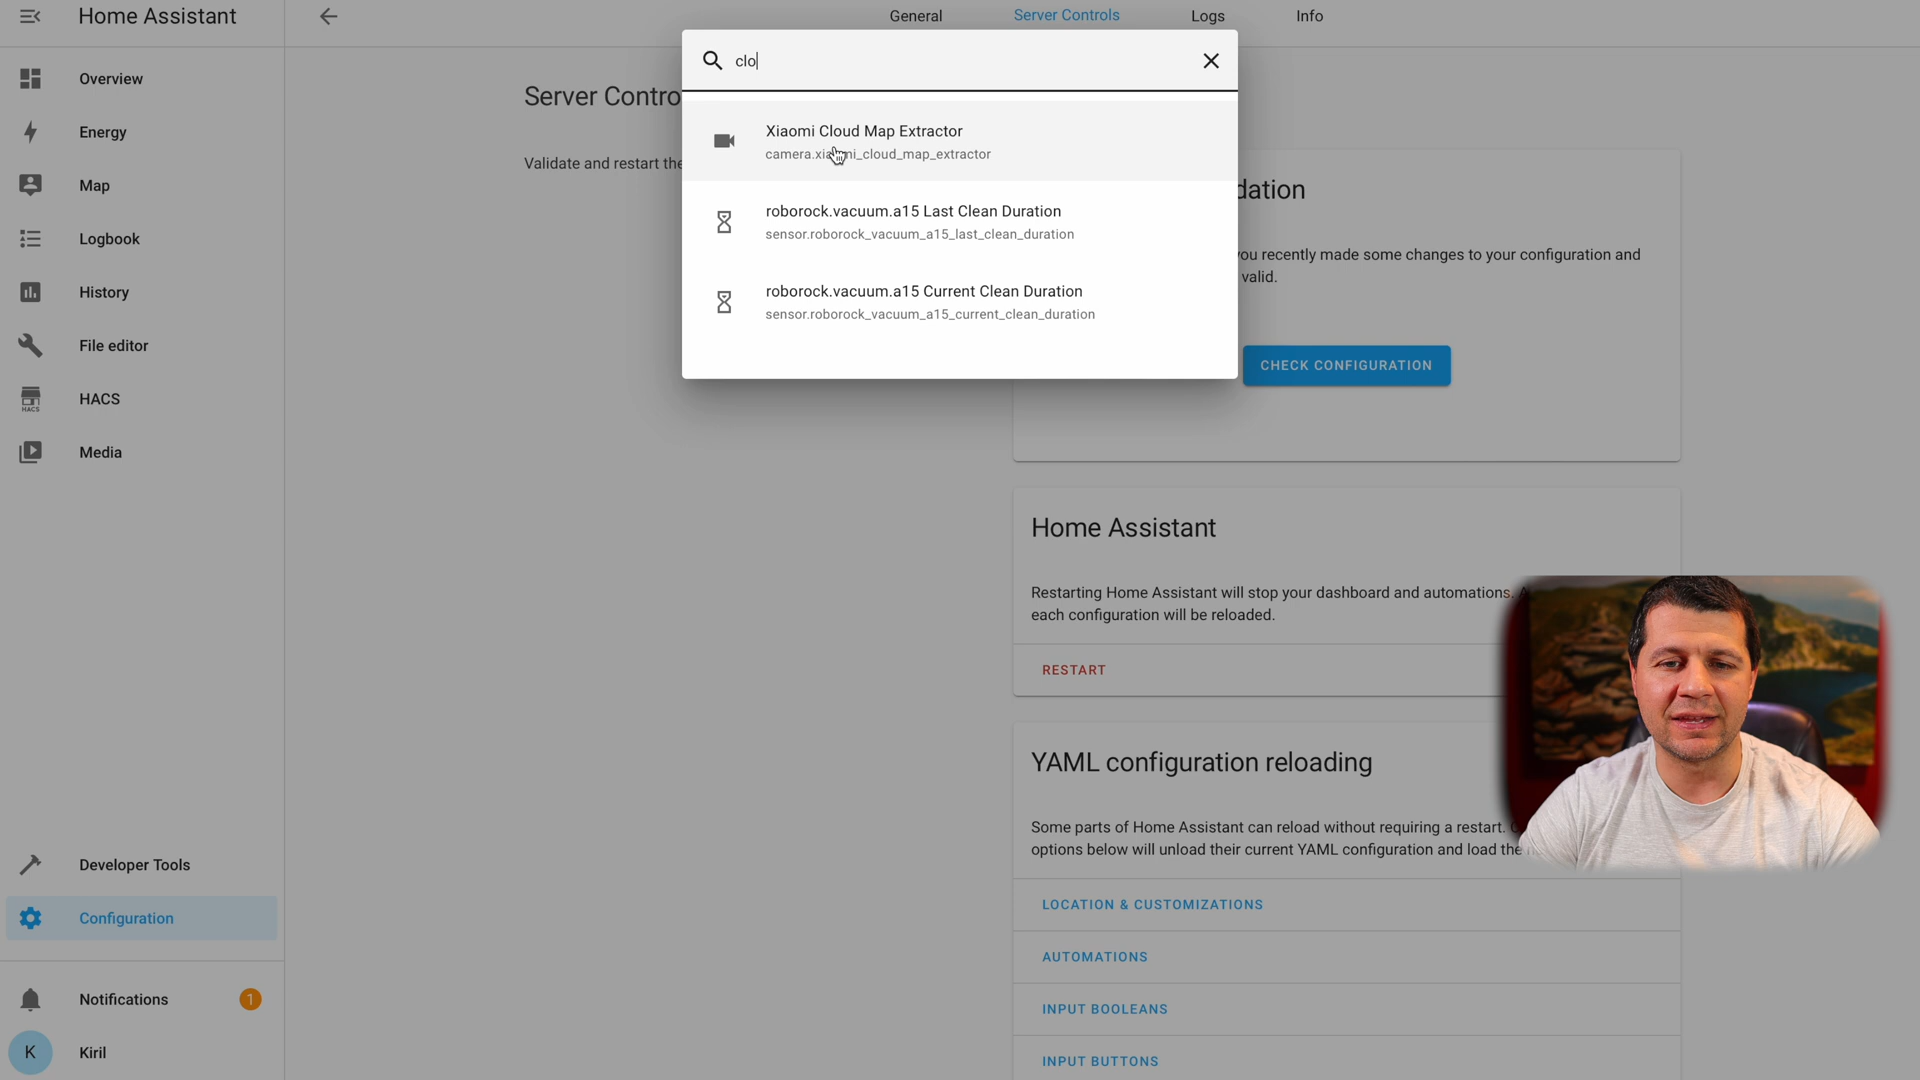 Home Assistant
General
Server Controls
Logs
Info
clo
Overview
Energy
Map
Logbook
History
File editor
HACS
HACS
Media
Developer Tools
Configuration
Notifications
1
K
Kiril
Server Contro
Validate and restart the
Xiaomi Cloud Map Extractor
roborock.vacuum.a15 Last Clean Duration
sensor.roborock_vacuum_a15_last_clean_duration
roborock.vacuum.a15 Current Clean Duration
sensor.roborock_vacuum_a15_current_clean_duration
dation
you recently made some changes to your configuration and
valid.
CHECK CONFIGURATION
Home Assistant
Restarting Home Assistant will stop your dashboard and automations.
each configuration will be reloaded.
RESTART
YAML configuration reloading
Some parts of Home Assistant can reload without requiring a restart.
options below will unload their current YAML configuration and load the
LOCATION & CUSTOMIZATIONS
AUTOMATIONS
INPUT BOOLEANS
INPUT BUTTONS